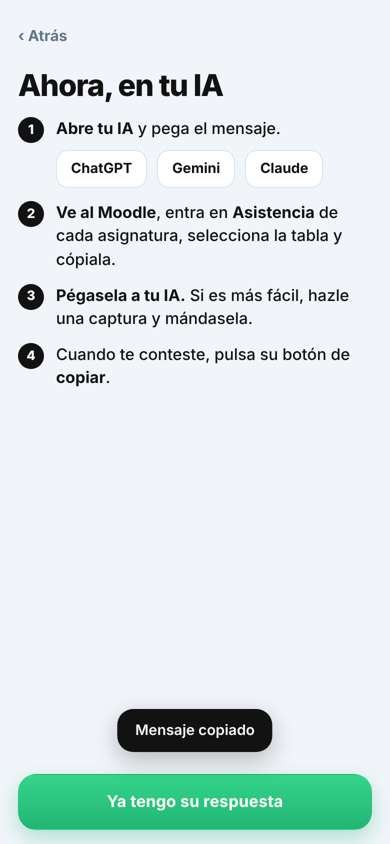 ‹ Atrás
Ahora, en tu IA
1 Abre tu IA y pega el mensaje.
ChatGPT Gemini Claude
2 Ve al Moodle, entra en Asistencia de
cada asignatura, selecciona la tabla y
cópiala.
3 Pégasela a tu IA. Si es más fácil, hazle
una captura y mándasela.
4 Cuando te conteste, pulsa su botón de
copiar.
Mensaje copiado
Ya tengo su respuesta